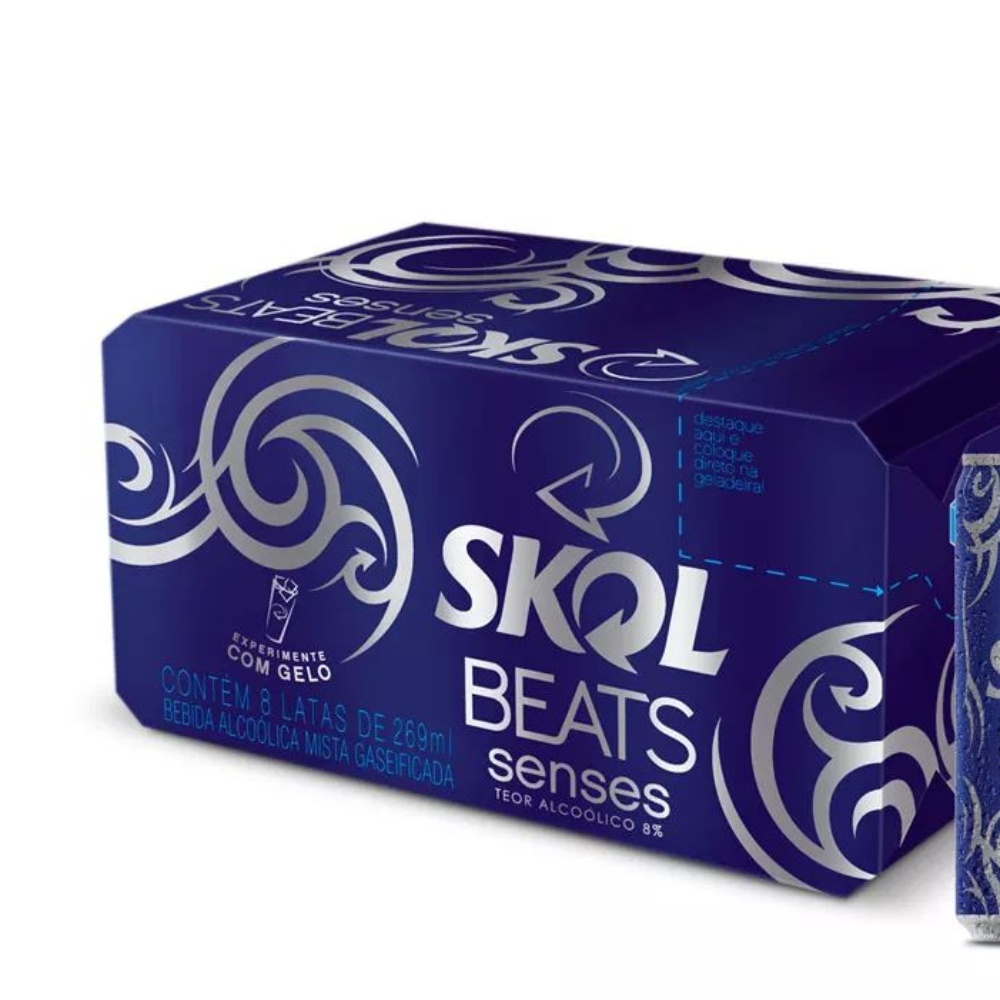 SKOL BEATS
senses
destaque
aqui e
coloque
direto na
geladeira!
SKOL
BEATS
senses
TEOR ALCOÓLICO 8%
EXPERIMENTE
COM GELO
CONTÉM 8 LATAS DE 269ml
BEBIDA ALCOÓLICA MISTA GASEIFICADA